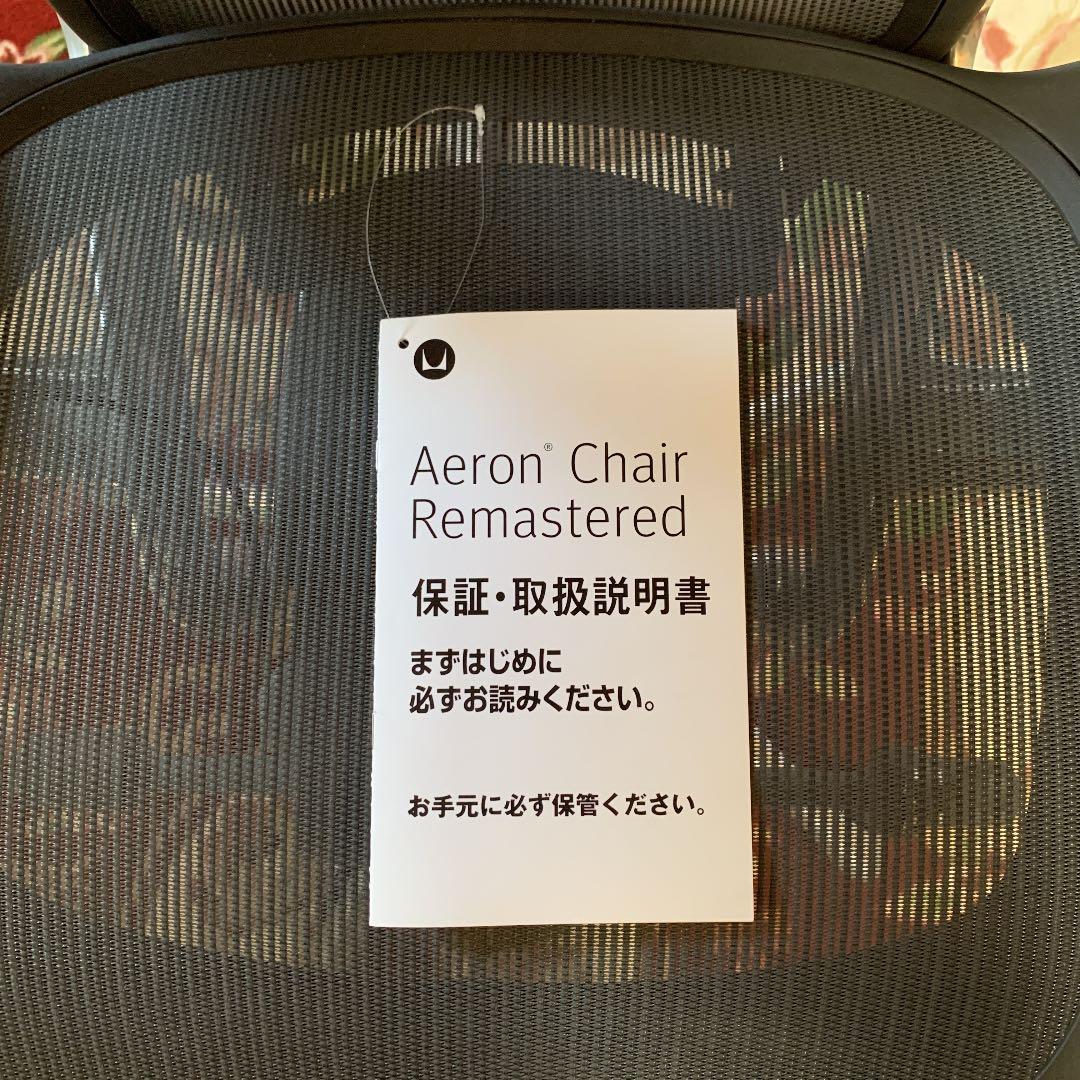 Aeron® Chair
Remastered
保証・取扱説明書
まずはじめに
必ずお読みください。
お手元に必ず保管ください。